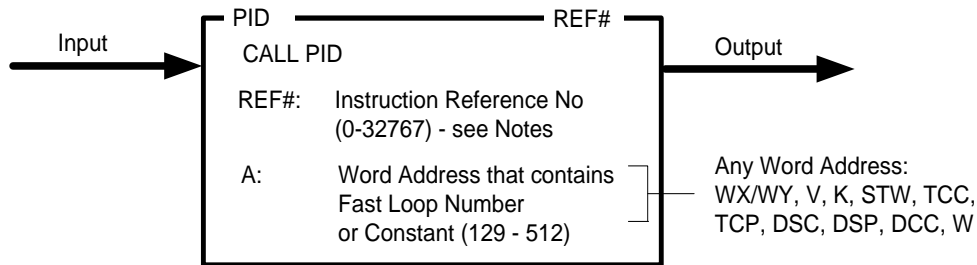 PID REF#
Input
CALL PID
Output
REF#: Instruction Reference No
(0-32767) - see Notes
A: Word Address that contains
Fast Loop Number
or Constant (129 - 512)
Any Word Address:
WX/WY, V, K, STW, TCC,
TCP, DSC, DSP, DCC, W